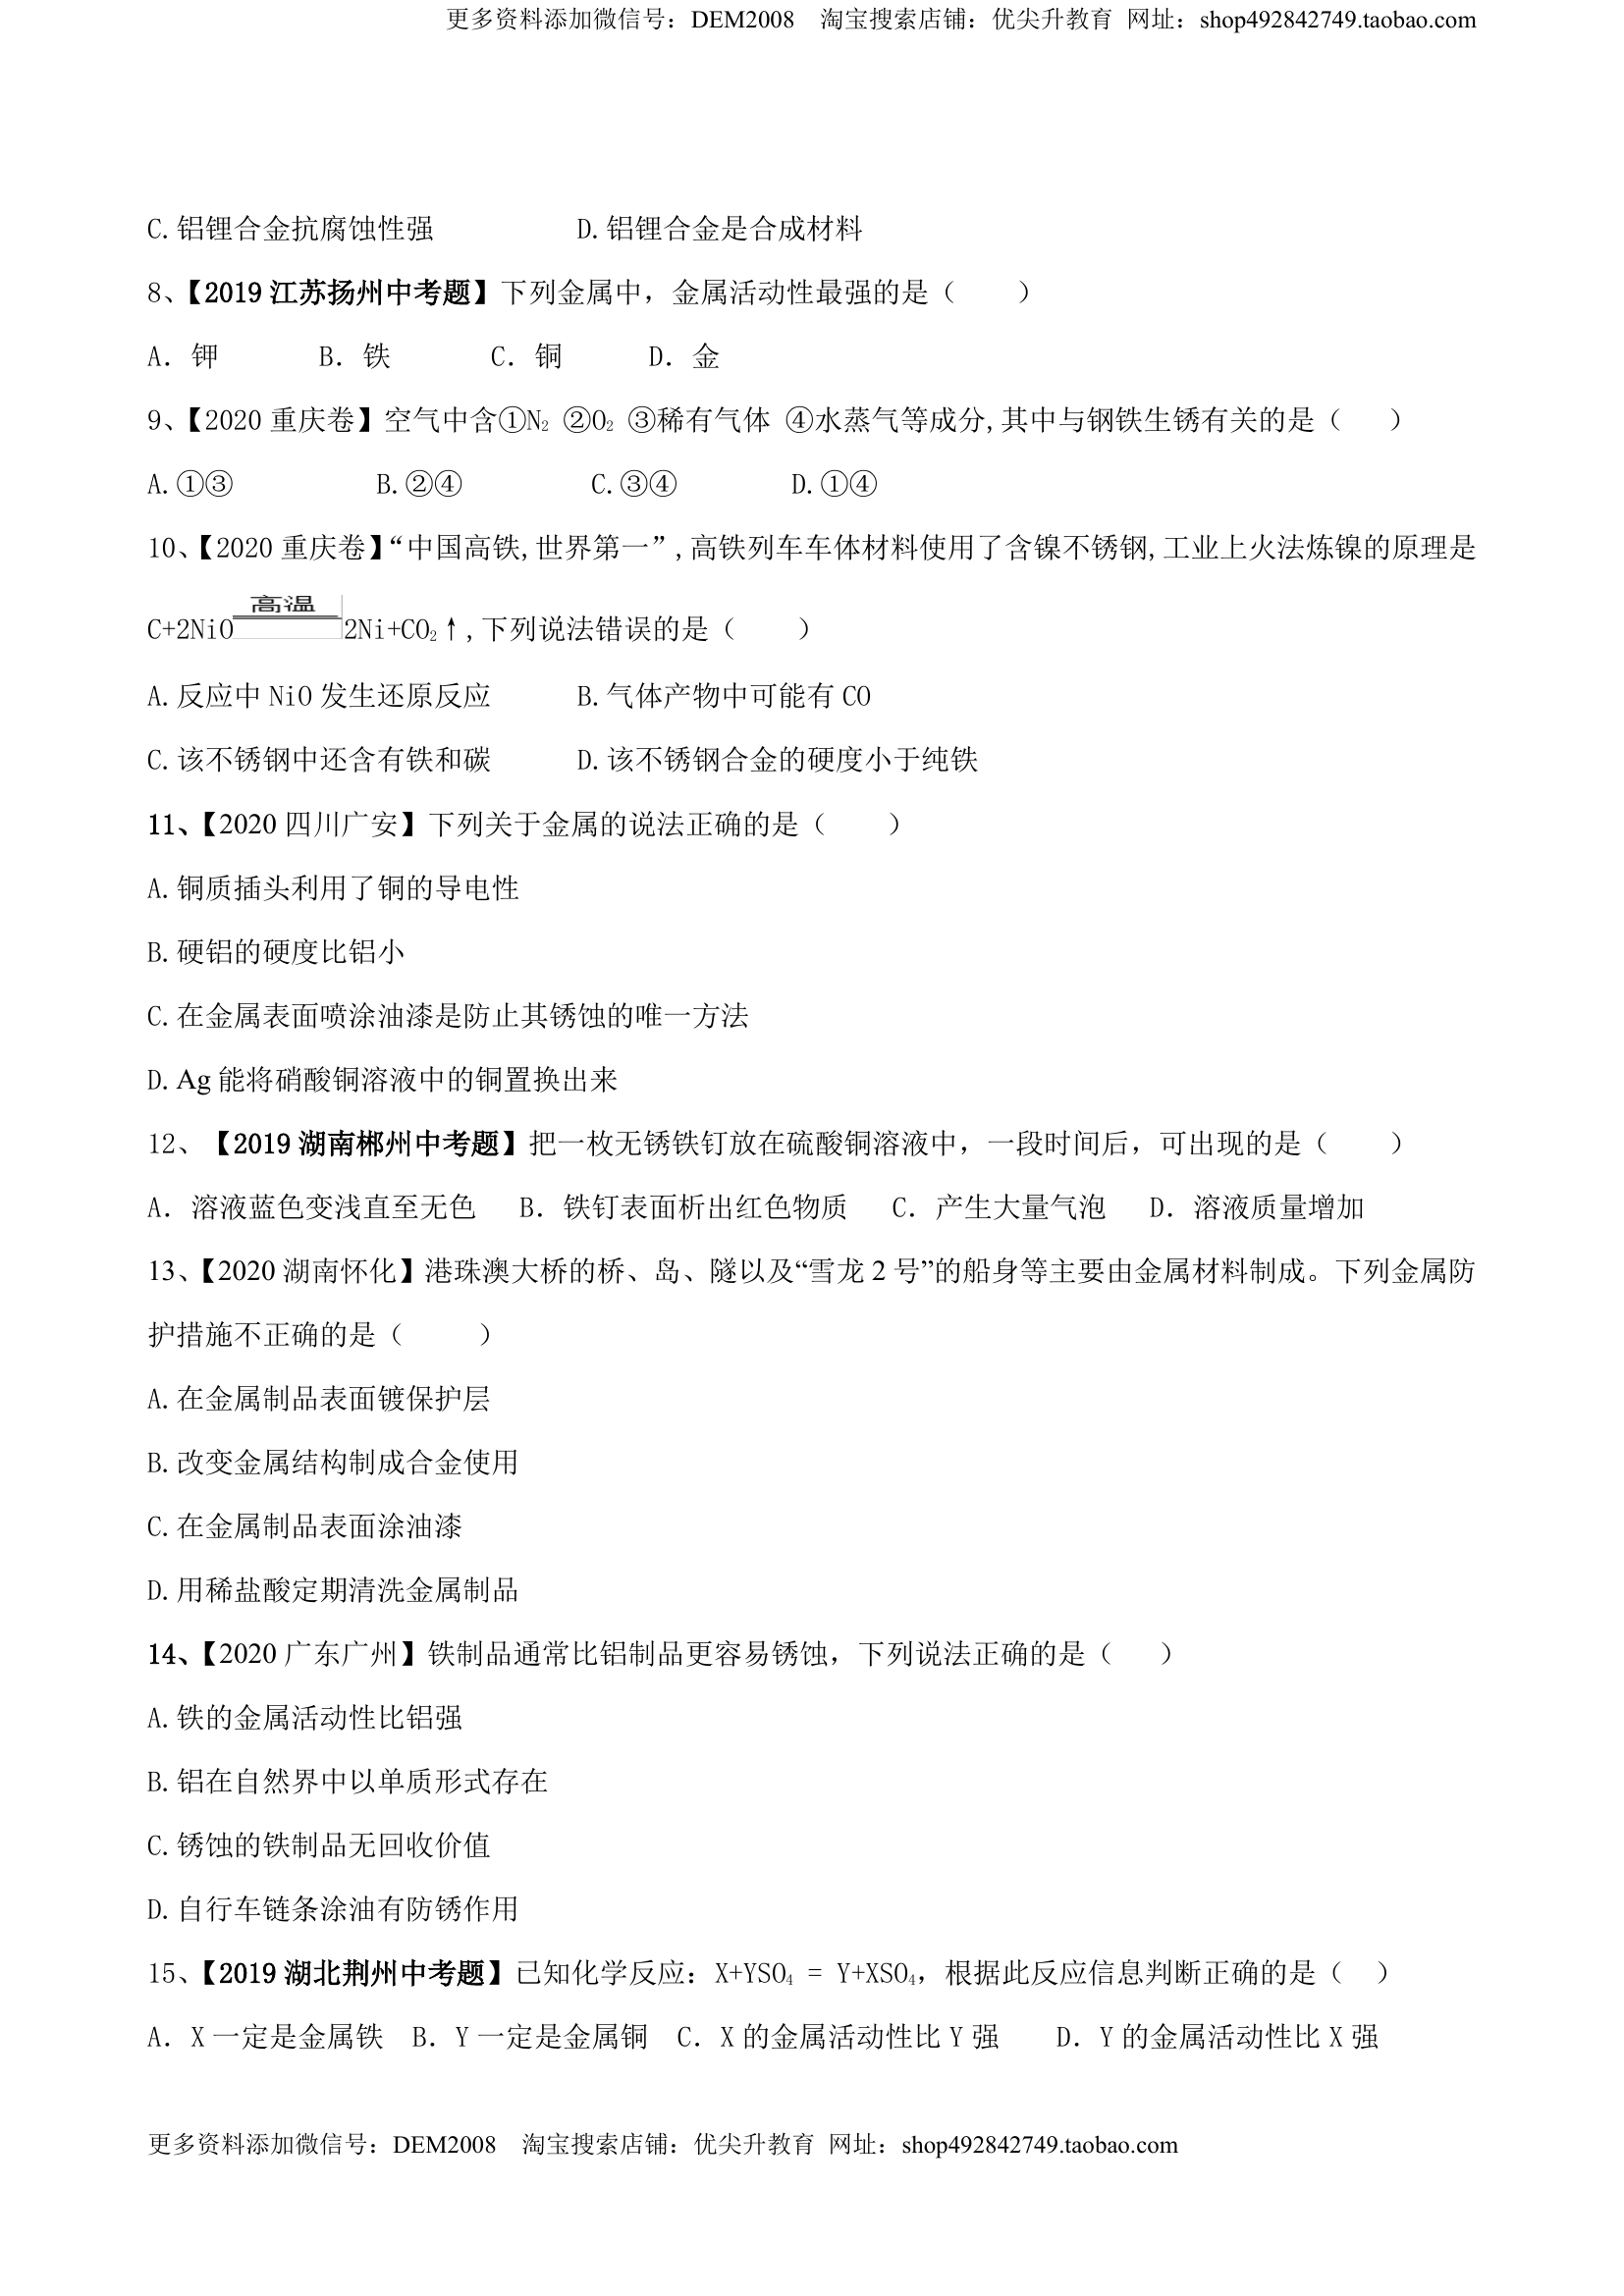 更多资料添加微信号：DEM2008 淘宝搜索店铺：优尖升教育 网址：shop492842749.taobao.com
C.铝锂合金抗腐蚀性强 D.铝锂合金是合成材料
8、【2019 江苏扬州中考题】下列金属中，金属活动性最强的是（ ）
A．钾 B．铁 C．铜 D．金
9、【2020 重庆卷】空气中含①N₂ ②O₂ ③稀有气体 ④水蒸气等成分,其中与钢铁生锈有关的是（ ）
A.①③ B.②④ C.③④ D.①④
10、【2020 重庆卷】“中国高铁,世界第一”,高铁列车车体材料使用了含镍不锈钢,工业上火法炼镍的原理是
高温
C+2NiO═2Ni+CO₂↑,下列说法错误的是（ ）
A.反应中 NiO 发生还原反应 B.气体产物中可能有 CO
C.该不锈钢中还含有铁和碳 D.该不锈钢合金的硬度小于纯铁
11、【2020 四川广安】下列关于金属的说法正确的是（ ）
A.铜质插头利用了铜的导电性
B.硬铝的硬度比铝小
C.在金属表面喷涂油漆是防止其锈蚀的唯一方法
D.Ag 能将硝酸铜溶液中的铜置换出来
12、【2019 湖南郴州中考题】把一枚无锈铁钉放在硫酸铜溶液中，一段时间后，可出现的是（ ）
A．溶液蓝色变浅直至无色 B．铁钉表面析出红色物质 C．产生大量气泡 D．溶液质量增加
13、【2020 湖南怀化】港珠澳大桥的桥、岛、隧以及“雪龙 2 号”的船身等主要由金属材料制成。下列金属防
护措施不正确的是（ ）
A.在金属制品表面镀保护层
B.改变金属结构制成合金使用
C.在金属制品表面涂油漆
D.用稀盐酸定期清洗金属制品
14、【2020 广东广州】铁制品通常比铝制品更容易锈蚀，下列说法正确的是（ ）
A.铁的金属活动性比铝强
B.铝在自然界中以单质形式存在
C.锈蚀的铁制品无回收价值
D.自行车链条涂油有防锈作用
15、【2019 湖北荆州中考题】已知化学反应：X+YSO₄ = Y+XSO₄，根据此反应信息判断正确的是（ ）
A．X 一定是金属铁 B．Y 一定是金属铜 C．X 的金属活动性比 Y 强 D．Y 的金属活动性比 X 强
更多资料添加微信号：DEM2008 淘宝搜索店铺：优尖升教育 网址：shop492842749.taobao.com